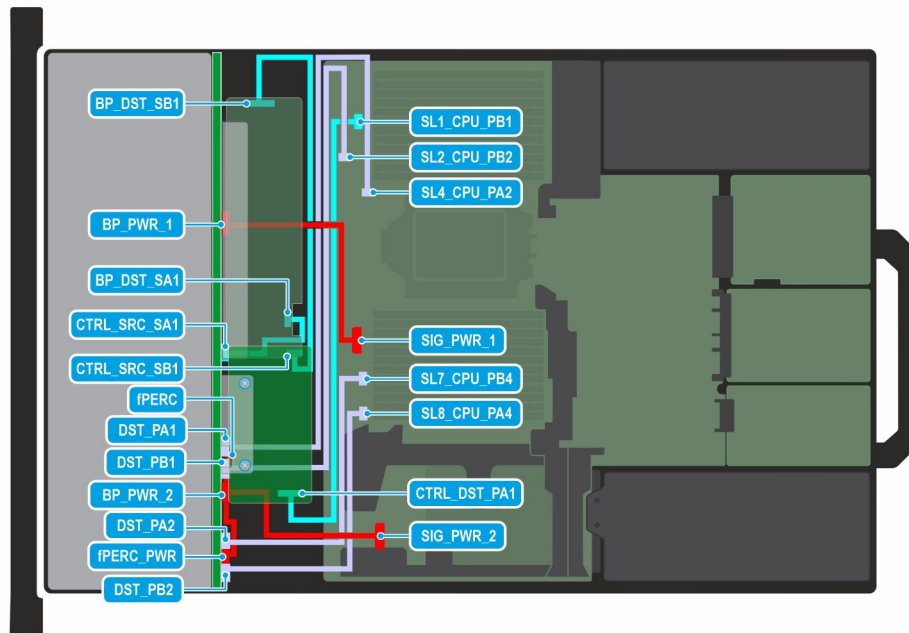 BP_DST_SB1
BP_PWR_1
BP_DST_SA1
CTRL_SRC_SA1
CTRL_SRC_SB1
fPERC
DST_PA1
DST_PB1
BP_PWR_2
DST_PA2
fPERC_PWR
DST_PB2
SL1_CPU_PB1
SL2_CPU_PB2
SL4_CPU_PA2
SIG_PWR_1
SL7_CPU_PB4
SL8_CPU_PA4
CTRL_DST_PA1
SIG_PWR_2